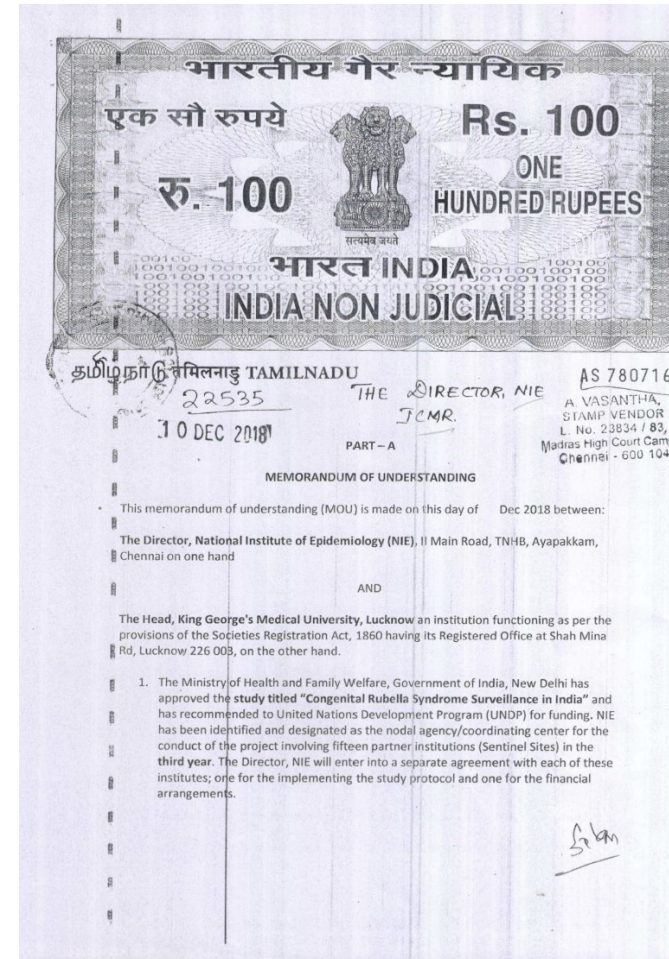 भारतीय गैर न्यायिक
एक सौ रुपये
Rs. 100
रु. 100
ONE
HUNDRED RUPEES
सत्यमेव जयते
भारत INDIA
INDIA NON JUDICIAL
தமிழ்நாடு तमिलनाडु TAMILNADU
22535
10 DEC 2018
THE DIRECTOR, NIE
ICMR.
AS 780716
A. VASANTHA,
STAMP VENDOR
L. No. 23834 / 83,
Madras High Court Cam
Chennai - 600 104
PART – A
MEMORANDUM OF UNDERSTANDING
This memorandum of understanding (MOU) is made on this day of Dec 2018 between:
The Director, National Institute of Epidemiology (NIE), II Main Road, TNHB, Ayapakkam,
Chennai on one hand
AND
The Head, King George's Medical University, Lucknow an institution functioning as per the
provisions of the Societies Registration Act, 1860 having its Registered Office at Shah Mina
Rd, Lucknow 226 003, on the other hand.
1. The Ministry of Health and Family Welfare, Government of India, New Delhi has
approved the study titled “Congenital Rubella Syndrome Surveillance in India” and
has recommended to United Nations Development Program (UNDP) for funding. NIE
has been identified and designated as the nodal agency/coordinating center for the
conduct of the project involving fifteen partner institutions (Sentinel Sites) in the
third year. The Director, NIE will enter into a separate agreement with each of these
institutes; one for the implementing the study protocol and one for the financial
arrangements.